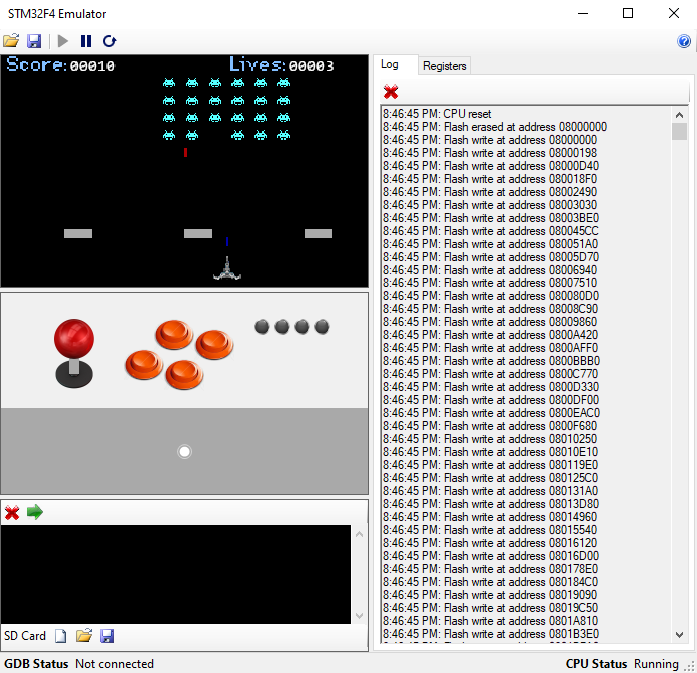 STM32F4 Emulator
Score:00010 Lives:00003
Log Registers
8:46:45 PM: CPU reset
8:46:45 PM: Flash erased at address 08000000
8:46:45 PM: Flash write at address 08000000
8:46:45 PM: Flash write at address 08000198
8:46:45 PM: Flash write at address 08000D40
8:46:45 PM: Flash write at address 080018F0
8:46:45 PM: Flash write at address 08002490
8:46:45 PM: Flash write at address 08003030
8:46:45 PM: Flash write at address 08003BE0
8:46:45 PM: Flash write at address 080045CC
8:46:45 PM: Flash write at address 080051A0
8:46:45 PM: Flash write at address 08005D70
8:46:45 PM: Flash write at address 08006940
8:46:45 PM: Flash write at address 08007510
8:46:45 PM: Flash write at address 080080D0
8:46:45 PM: Flash write at address 08008C90
8:46:45 PM: Flash write at address 08009860
8:46:45 PM: Flash write at address 0800A420
8:46:45 PM: Flash write at address 0800AFF0
8:46:45 PM: Flash write at address 0800BBB0
8:46:45 PM: Flash write at address 0800C770
8:46:45 PM: Flash write at address 0800D330
8:46:45 PM: Flash write at address 0800DF00
8:46:45 PM: Flash write at address 0800EAC0
8:46:45 PM: Flash write at address 0800F680
8:46:45 PM: Flash write at address 08010250
8:46:45 PM: Flash write at address 08010E10
8:46:45 PM: Flash write at address 080119E0
8:46:45 PM: Flash write at address 080125C0
8:46:45 PM: Flash write at address 080131A0
8:46:45 PM: Flash write at address 08013D80
8:46:45 PM: Flash write at address 08014960
8:46:45 PM: Flash write at address 08015540
8:46:45 PM: Flash write at address 08016120
8:46:45 PM: Flash write at address 08016D00
8:46:45 PM: Flash write at address 080178E0
8:46:45 PM: Flash write at address 080184C0
8:46:45 PM: Flash write at address 08019090
8:46:45 PM: Flash write at address 08019C50
8:46:45 PM: Flash write at address 0801A810
8:46:45 PM: Flash write at address 0801B3E0
SD Card
GDB Status Not connected
CPU Status Running